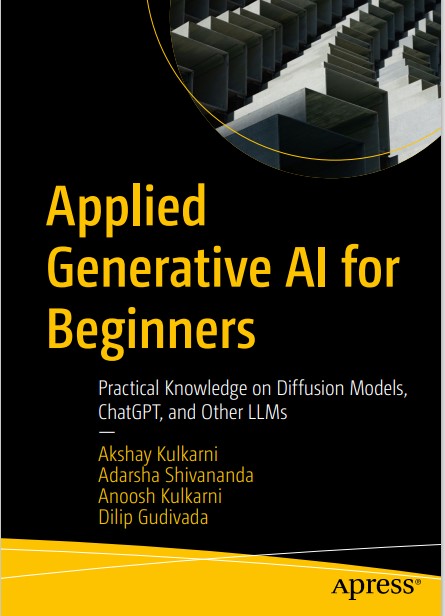 Applied
Generative AI for
Beginners
Practical Knowledge on Diffusion Models,
ChatGPT, and Other LLMs
—
Akshay Kulkarni
Adarsha Shivananda
Anoosh Kulkarni
Dilip Gudivada
Apress®